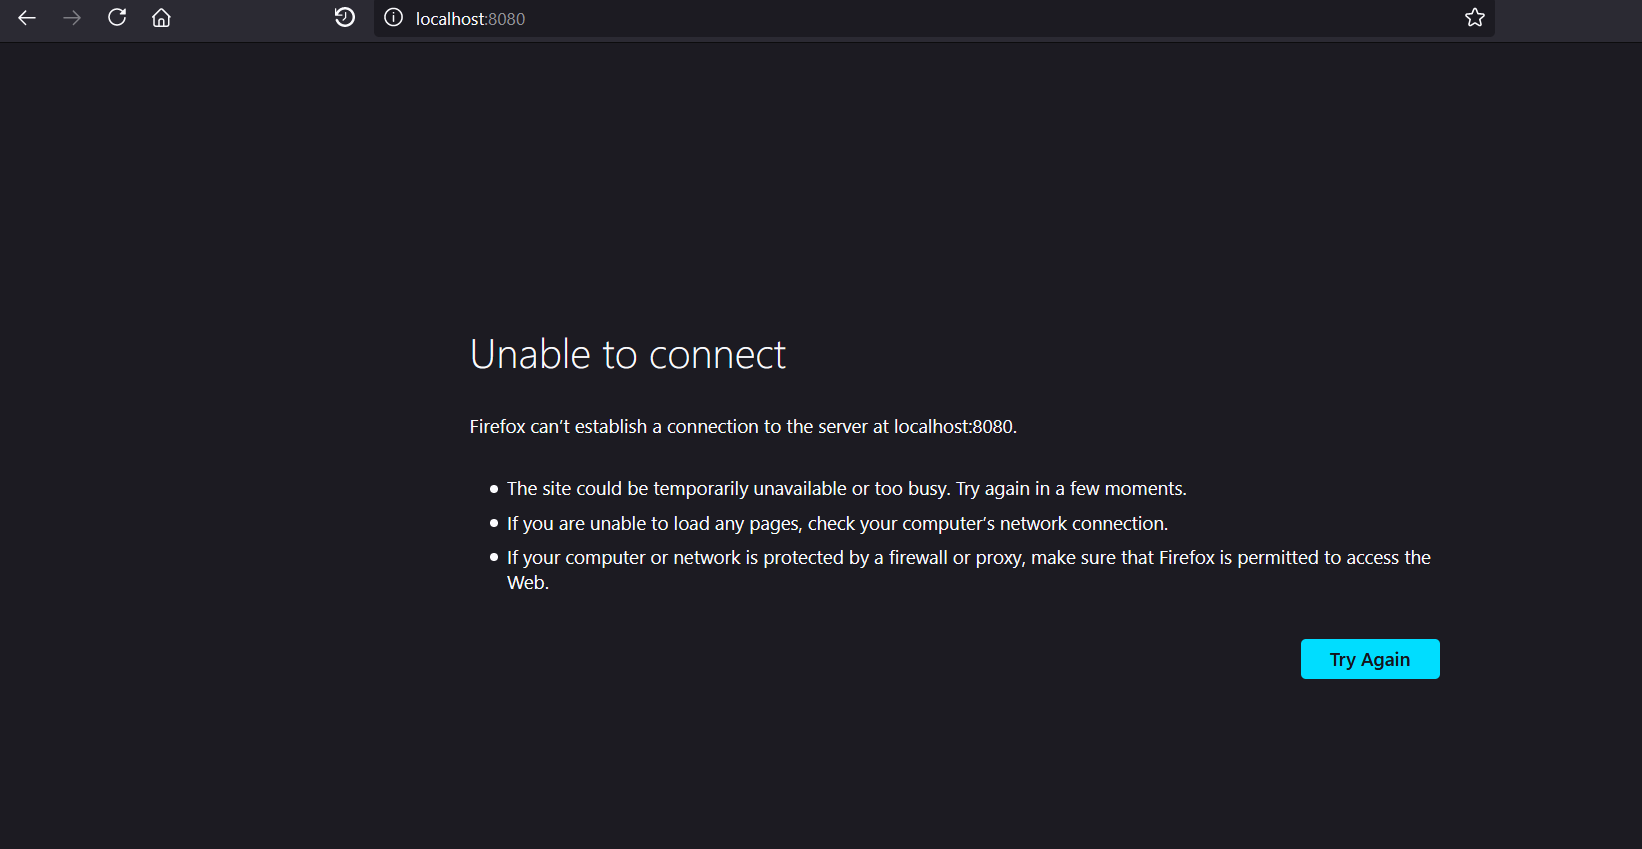 localhost:8080
Unable to connect
Firefox can’t establish a connection to the server at localhost:8080.
The site could be temporarily unavailable or too busy. Try again in a few moments.
If you are unable to load any pages, check your computer’s network connection.
If your computer or network is protected by a firewall or proxy, make sure that Firefox is permitted to access the
Web.
Try Again